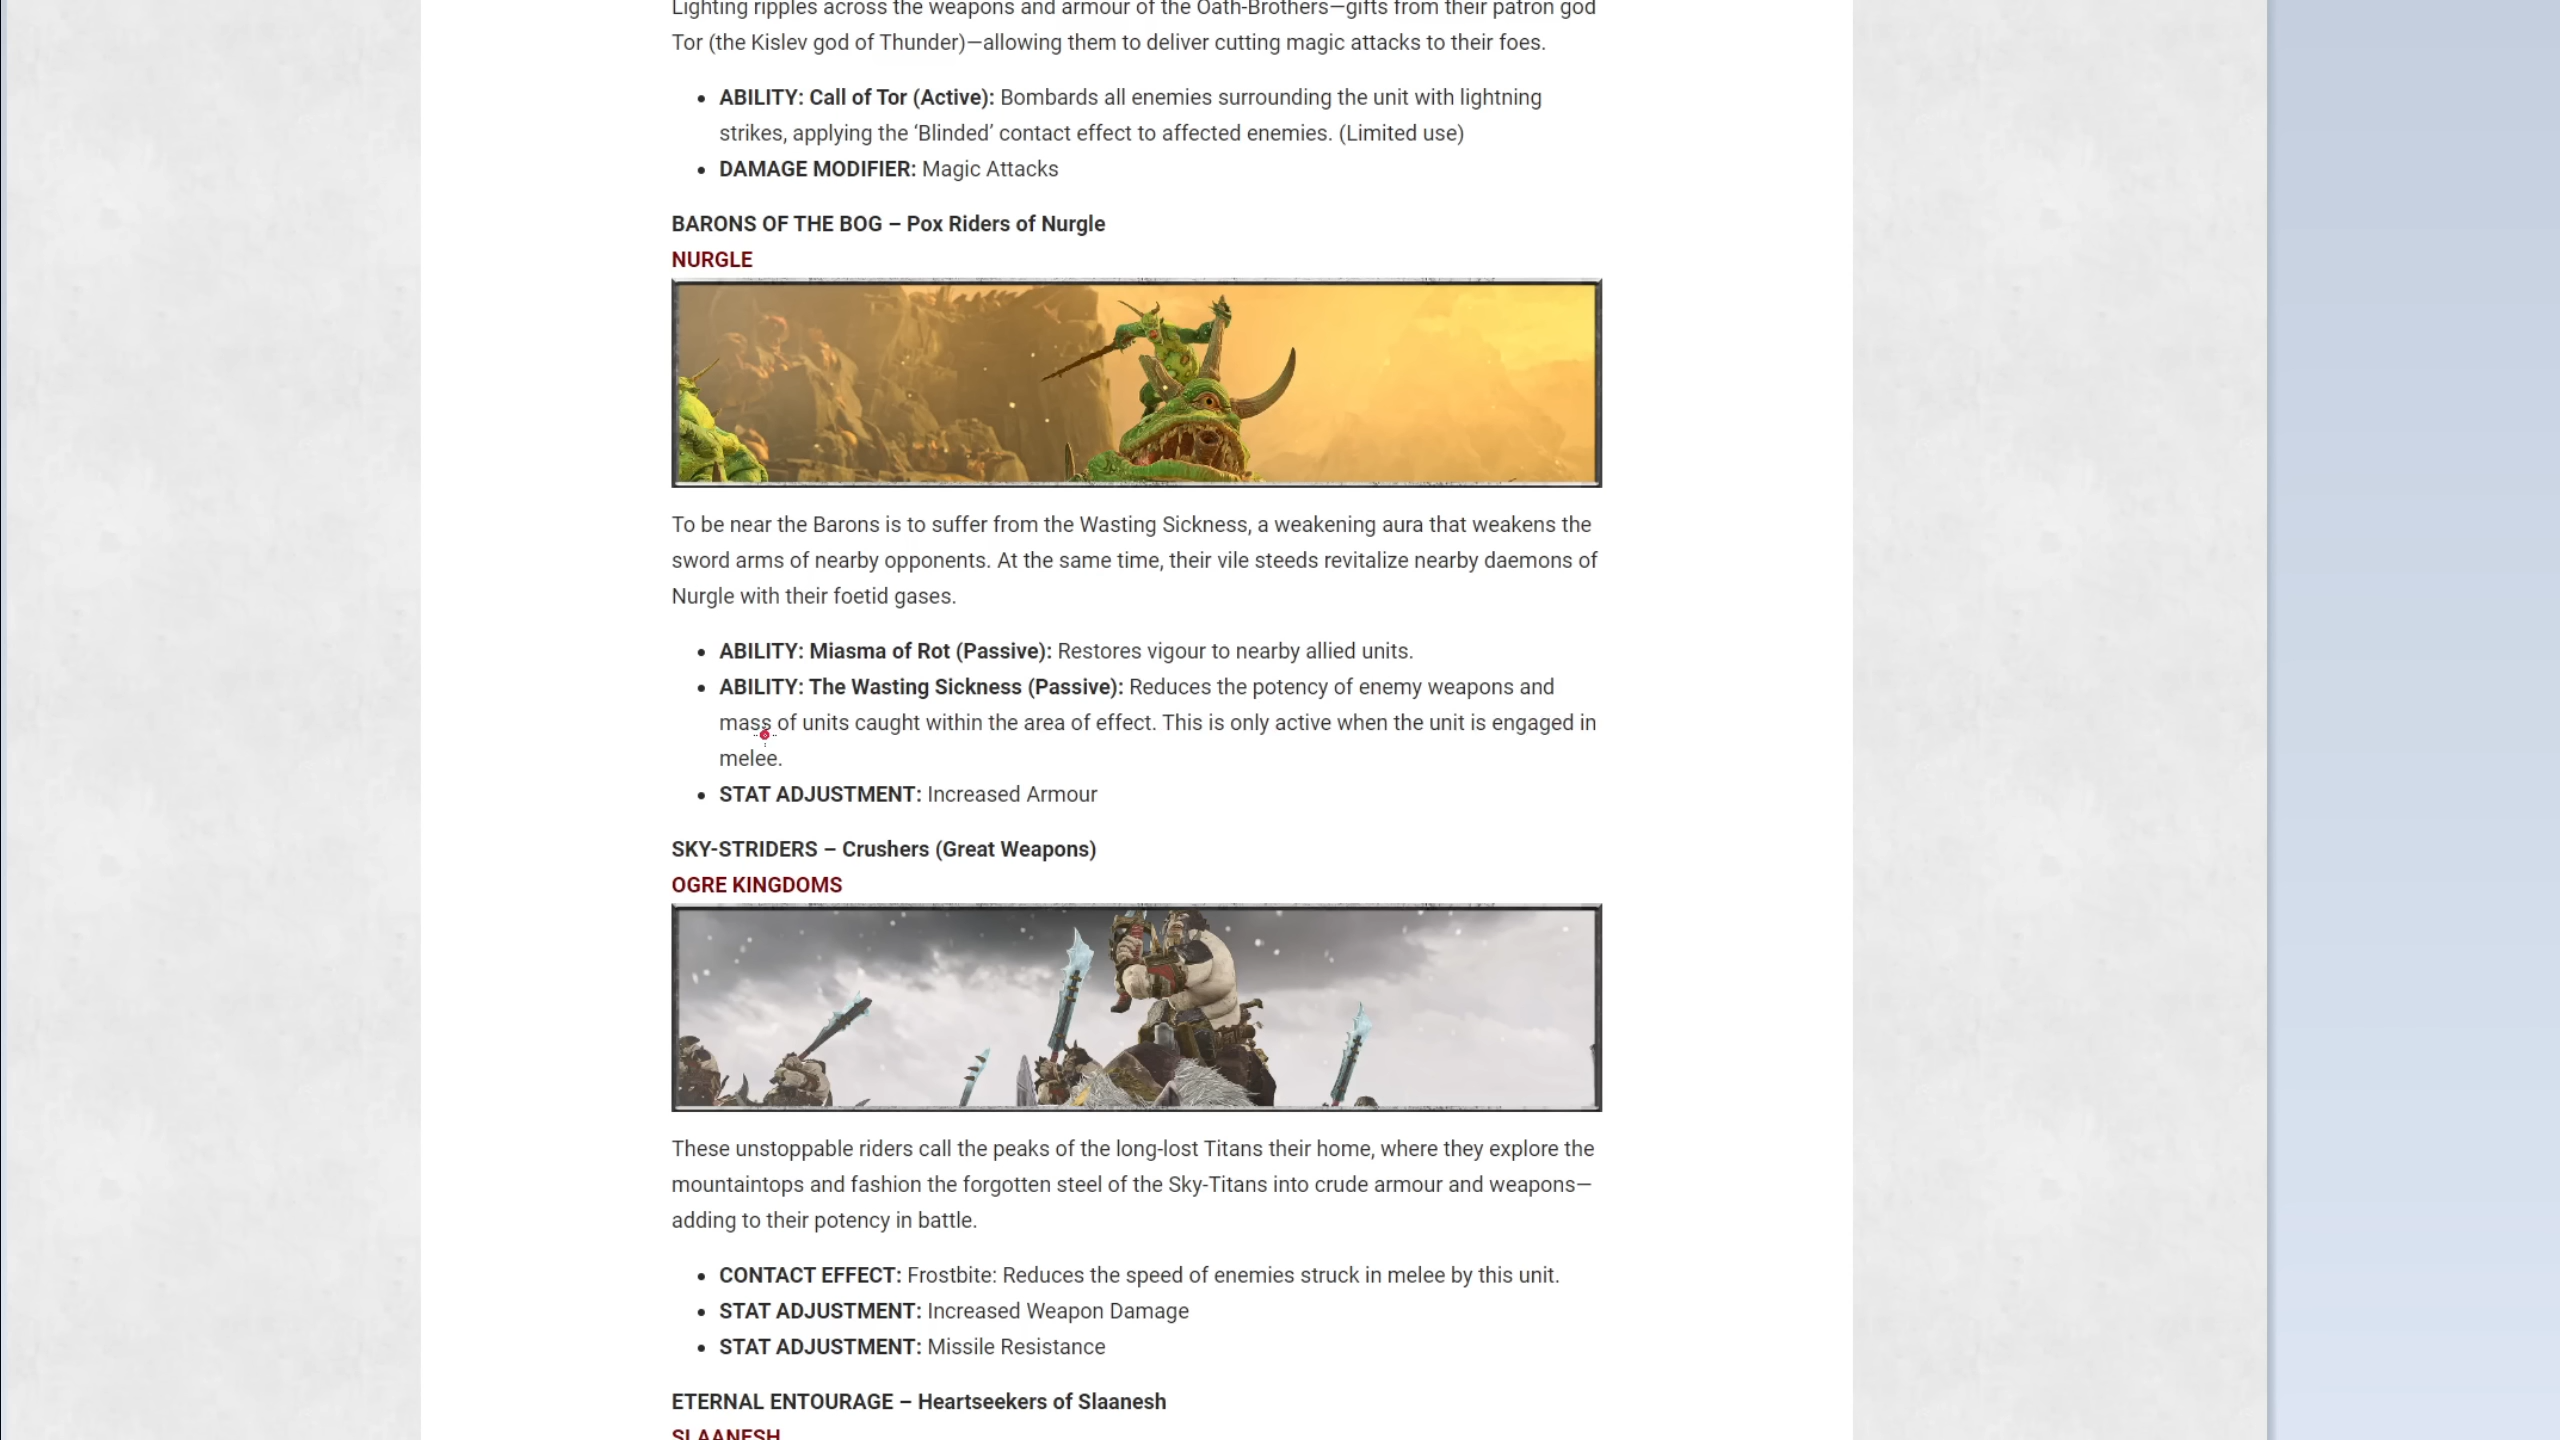 Lighting ripples across the weapons and armour of the Oath-Brothers—gifts from their patron god
Tor (the Kislev god of Thunder)—allowing them to deliver cutting magic attacks to their foes.
• ABILITY: Call of Tor (Active): Bombards all enemies surrounding the unit with lightning
strikes, applying the ‘Blinded’ contact effect to affected enemies. (Limited use)
• DAMAGE MODIFIER: Magic Attacks
BARONS OF THE BOG – Pox Riders of Nurgle
NURGLE
To be near the Barons is to suffer from the Wasting Sickness, a weakening aura that weakens the
sword arms of nearby opponents. At the same time, their vile steeds revitalize nearby daemons of
Nurgle with their foetid gases.
• ABILITY: Miasma of Rot (Passive): Restores vigour to nearby allied units.
• ABILITY: The Wasting Sickness (Passive): Reduces the potency of enemy weapons and
mass of units caught within the area of effect. This is only active when the unit is engaged in
melee.
• STAT ADJUSTMENT: Increased Armour
SKY-STRIDERS – Crushers (Great Weapons)
OGRE KINGDOMS
These unstoppable riders call the peaks of the long-lost Titans their home, where they explore the
mountaintops and fashion the forgotten steel of the Sky-Titans into crude armour and weapons—
adding to their potency in battle.
• CONTACT EFFECT: Frostbite: Reduces the speed of enemies struck in melee by this unit.
• STAT ADJUSTMENT: Increased Weapon Damage
• STAT ADJUSTMENT: Missile Resistance
ETERNAL ENTOURAGE – Heartseekers of Slaanesh
SLAANESH